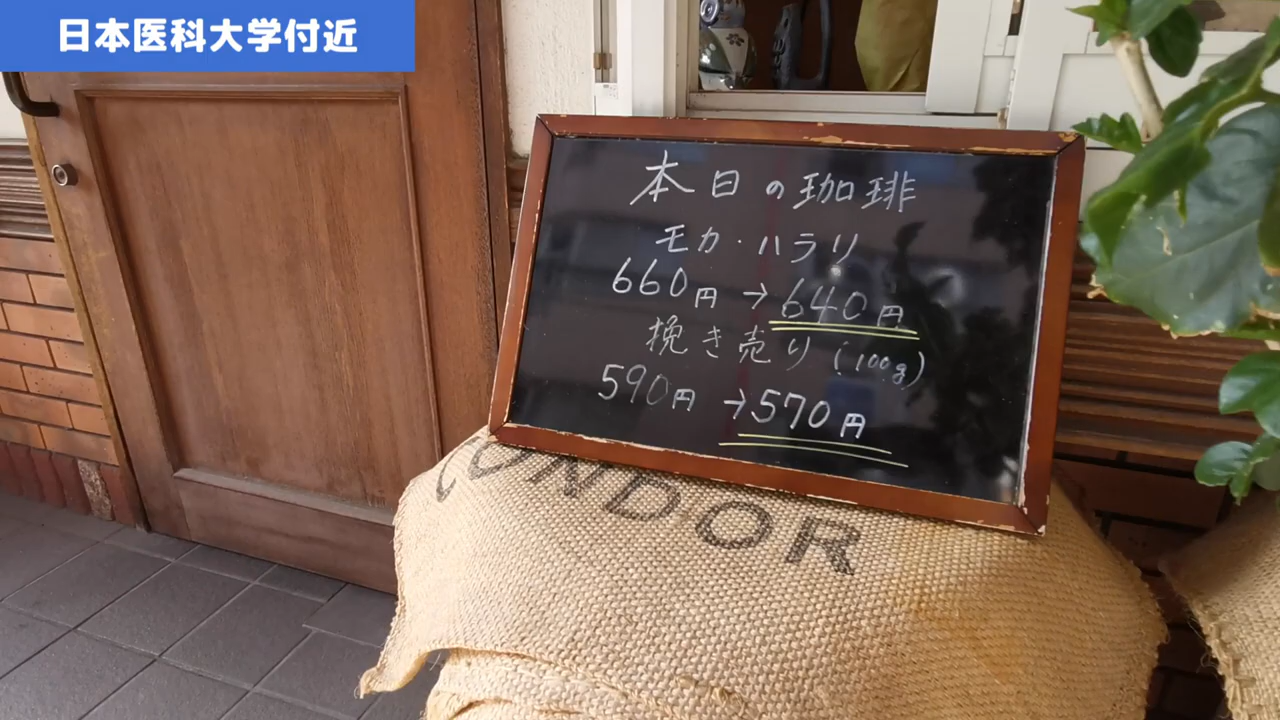 日本医科大学付近
本日の珈琲
モカ・ハラリ
660円→640円
挽き売り(100g)
590円→570円
CONDOR